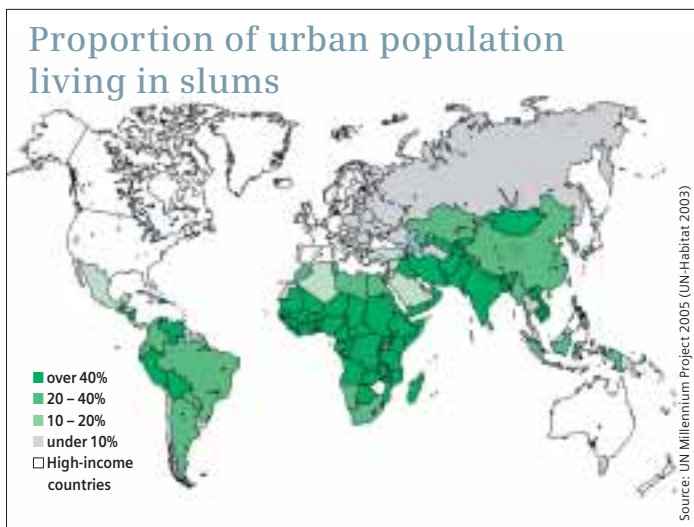 Proportion of urban population
living in slums
over 40%
20 – 40%
10 – 20%
under 10%
High-income
countries
Source: UN Millennium Project 2005 (UN-Habitat 2003)